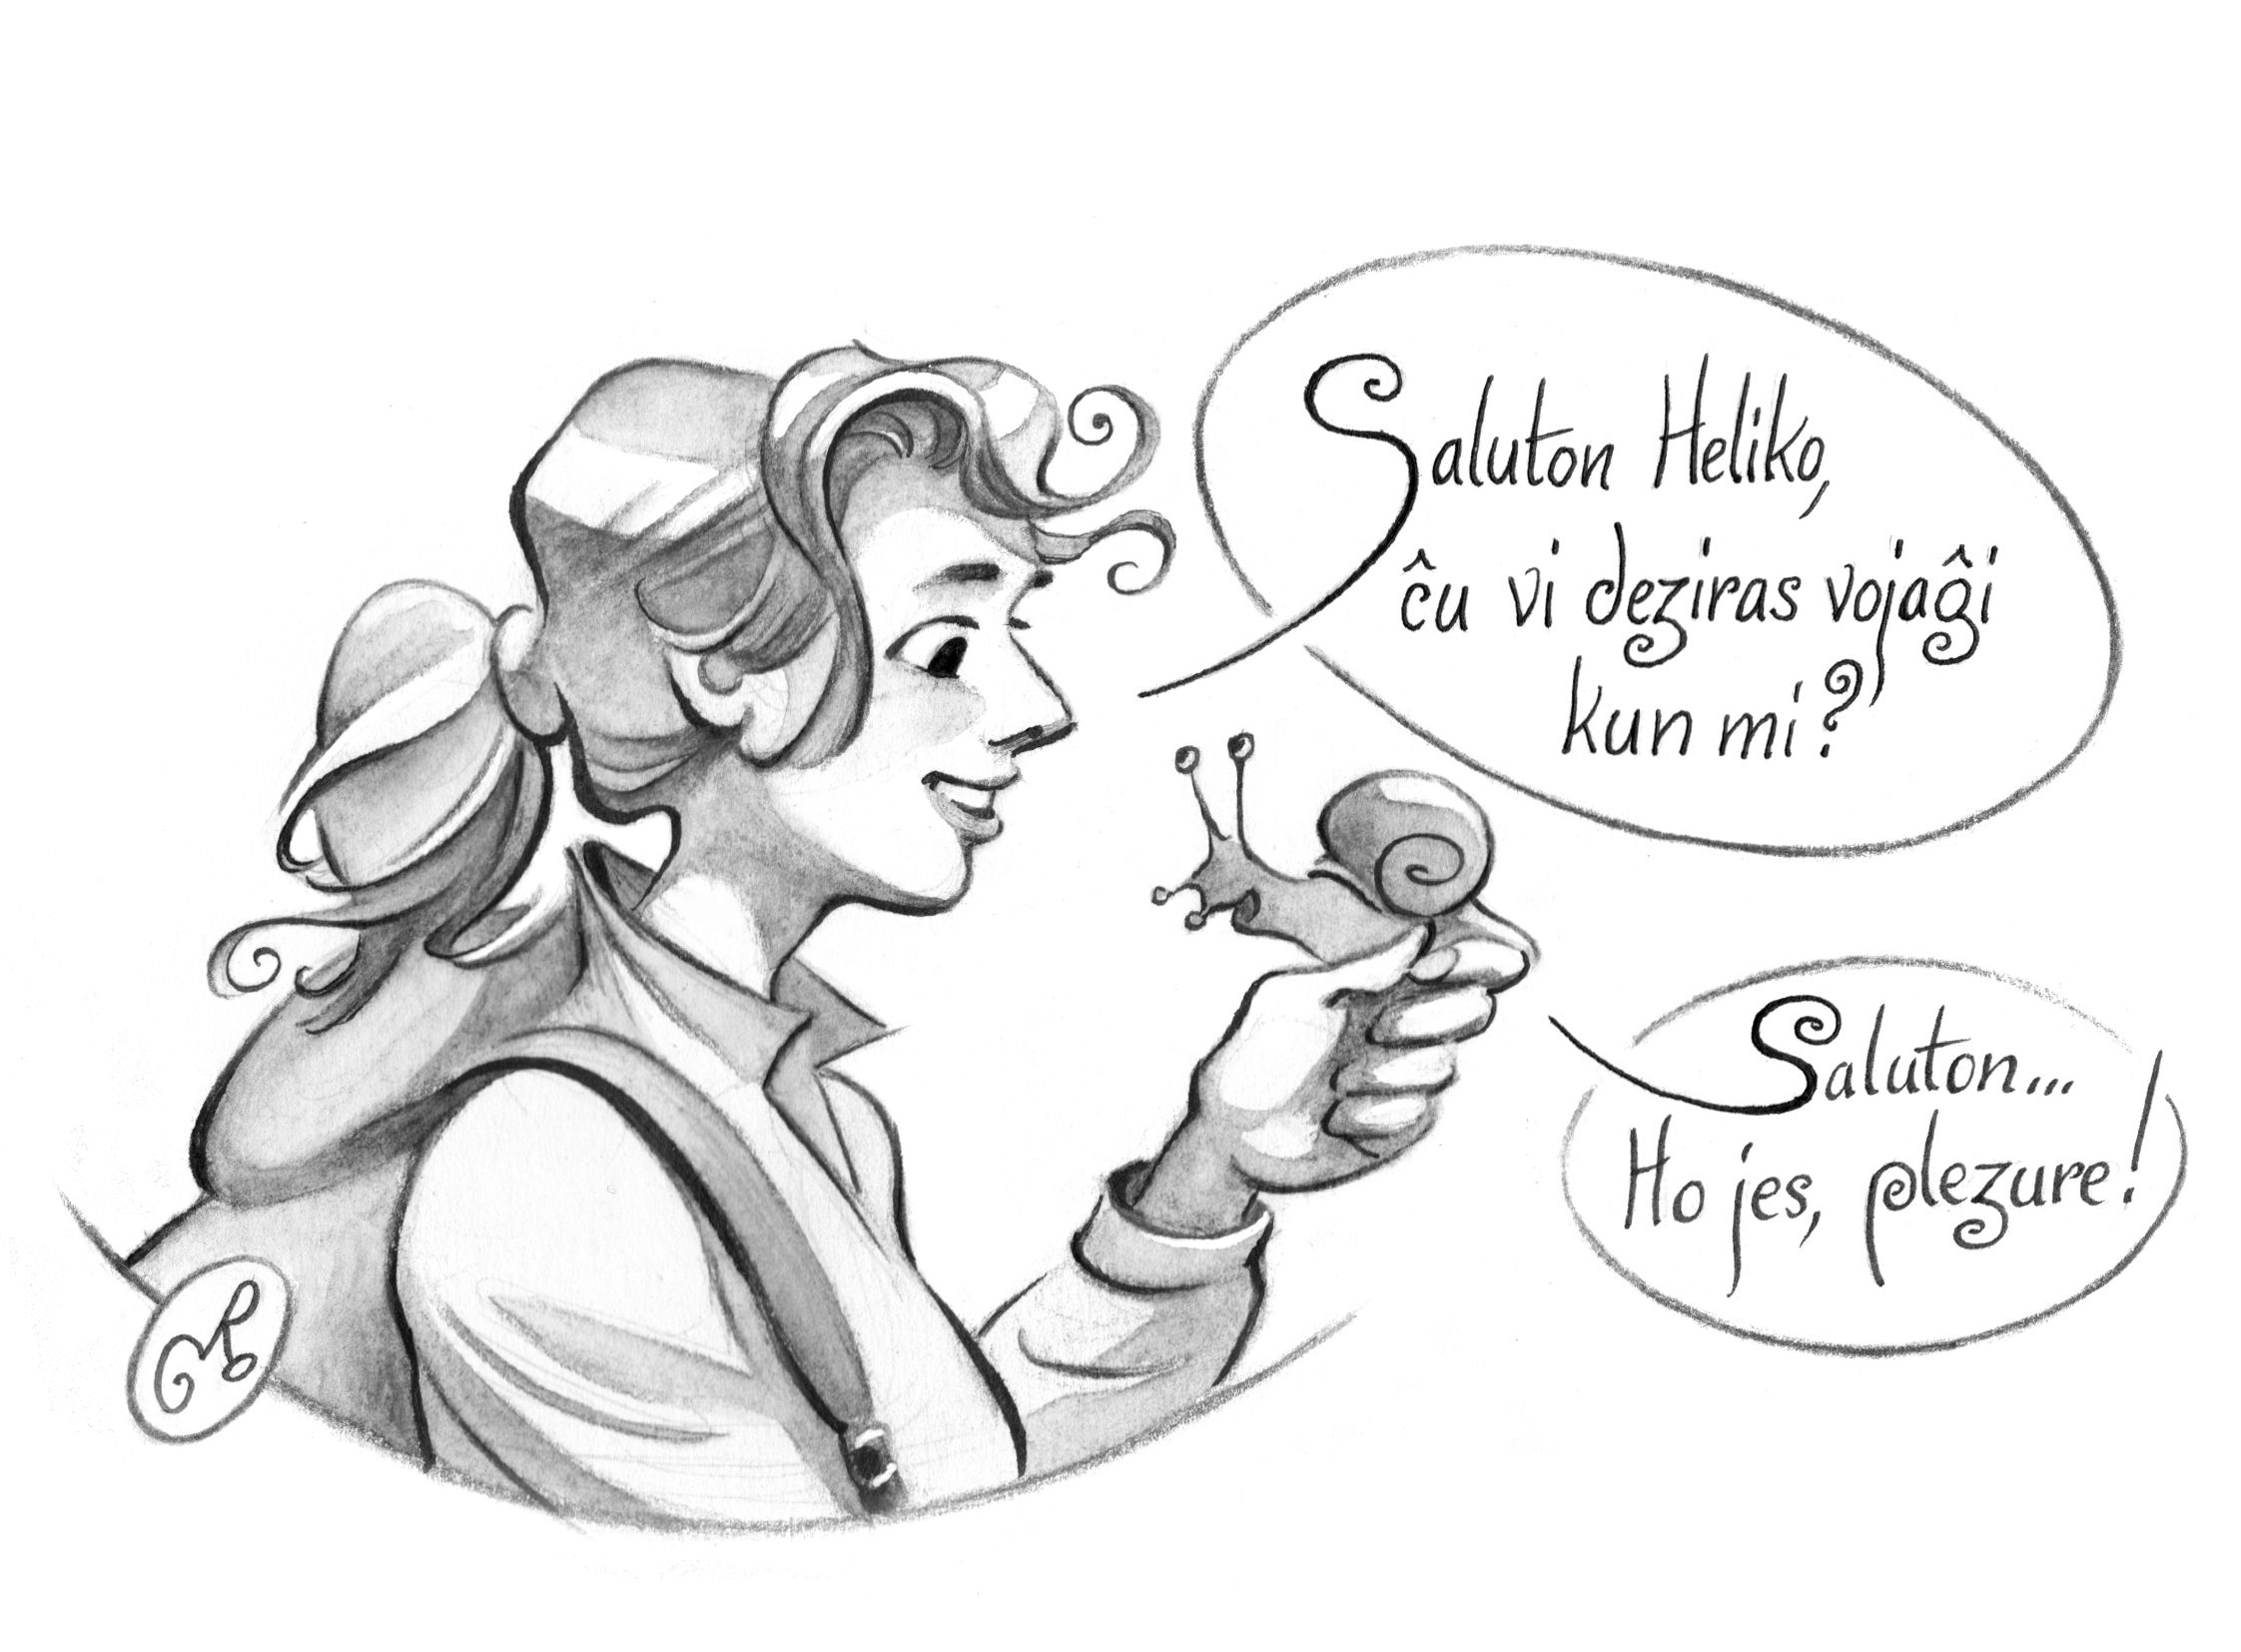 Saluton Heliko,
ĉu vi deziras vojaĝi
kun mi?
Saluton...
Ho jes, plezure!